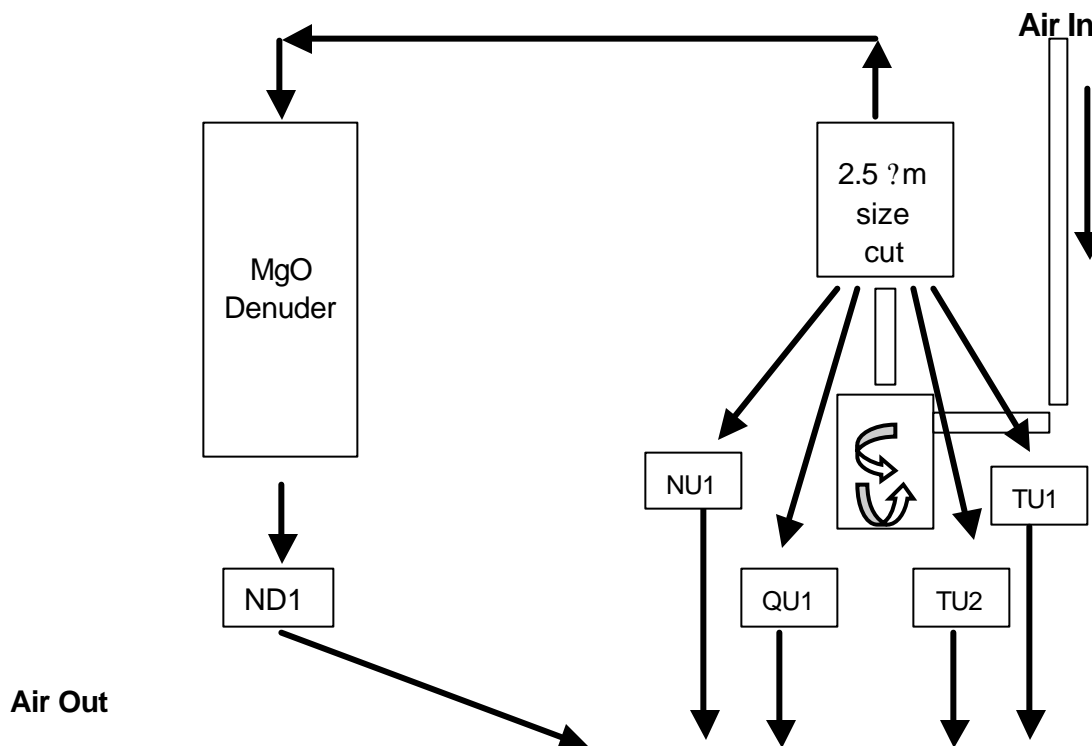 Air In
2.5 ?m
size
cut
MgO
Denuder
NU1
TU1
ND1
QU1
TU2
Air Out